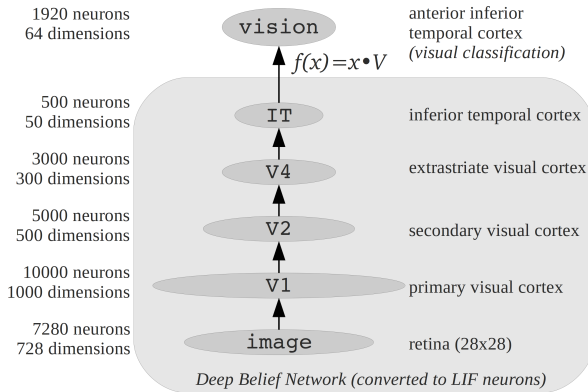 1920 neurons
64 dimensions
vision
anterior inferior
temporal cortex
(visual classification)
f(x)=x•V
500 neurons
50 dimensions
IT
inferior temporal cortex
3000 neurons
300 dimensions
V4
extrastriate visual cortex
5000 neurons
500 dimensions
V2
secondary visual cortex
10000 neurons
1000 dimensions
V1
primary visual cortex
7280 neurons
728 dimensions
image
retina (28x28)
Deep Belief Network (converted to LIF neurons)